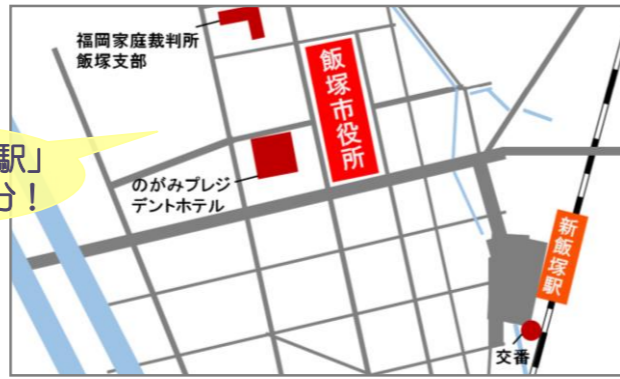 福岡家庭裁判所
飯塚支部
飯塚市役所
駅」
分！
のがみプレジ
デントホテル
新飯塚駅
交番